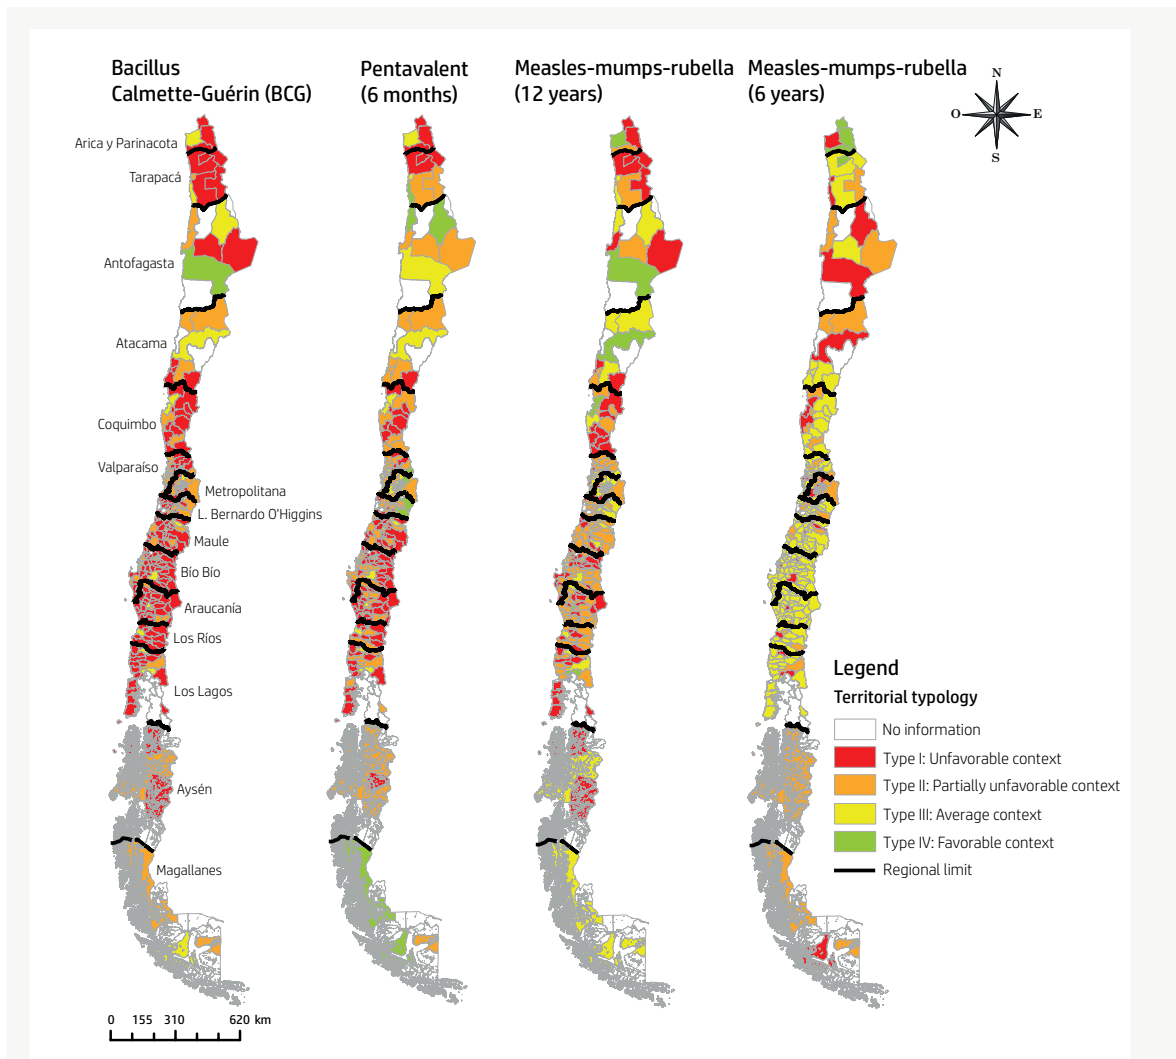 Bacillus
Calmette-Guérin (BCG)
Pentavalent
(6 months)
Measles-mumps-rubella
(12 years)
Measles-mumps-rubella
(6 years)
N
O
E
S
Arica y Parinacota
Tarapacá
Antofagasta
Atacama
Coquimbo
Valparaíso
Metropolitana
L. Bernardo O'Higgins
Maule
Bío Bío
Araucanía
Los Ríos
Los Lagos
Aysén
Magallanes
Legend
Territorial typology
No information
Type I: Unfavorable context
Type II: Partially unfavorable context
Type III: Average context
Type IV: Favorable context
Regional limit
0 155 310 620 km